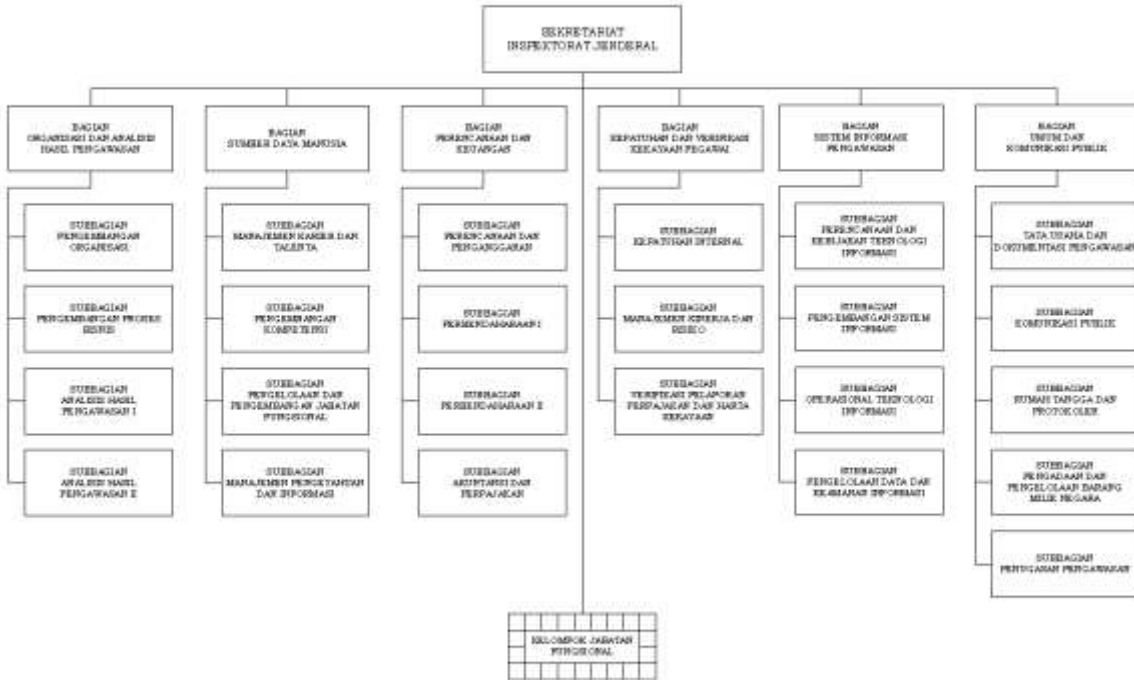 SEKRETARIAT
INSPEKTORAT JENDERAL
BAGIAN
ORGANISASI DAN ANALISIS
HASIL PENGAWASAN
SUBBAGIAN
PENGEMBANGAN
ORGANISASI
SUBBAGIAN
PENGEMBANGAN PROSES
BISNIS
SUBBAGIAN
ANALISIS HASIL
PENGAWASAN I
SUBBAGIAN
ANALISIS HASIL
PENGAWASAN II
BAGIAN
SUMBER DAYA MANUSIA
SUBBAGIAN
MANAJEMEN KARIER DAN
TALENTA
SUBBAGIAN
PENGEMBANGAN
KOMPETENSI
SUBBAGIAN
PENGELOLAAN DAN
PENGEMBANGAN JABATAN
FUNGSIONAL
SUBBAGIAN
MANAJEMEN PENGETAHUAN
DAN INFORMASI
BAGIAN
PERENCANAAN DAN
KEUANGAN
SUBBAGIAN
PERENCANAAN DAN
PENGANGGARAN
SUBBAGIAN
PERBENDAHARAAN I
SUBBAGIAN
PERBENDAHARAAN II
SUBBAGIAN
AKUNTANSI DAN
PERPAJAKAN
BAGIAN
KEPATUHAN DAN VERIFIKASI
KEKAYAAN PEGAWAI
SUBBAGIAN
KEPATUHAN INTERNAL
SUBBAGIAN
MANAJEMEN KINERJA DAN
RISIKO
SUBBAGIAN
VERIFIKASI PELAPORAN
PERPAJAKAN DAN HARTA
KEKAYAAN
BAGIAN
SISTEM INFORMASI
PENGAWASAN
SUBBAGIAN
PERENCANAAN DAN
KEBIJAKAN TEKNOLOGI
INFORMASI
SUBBAGIAN
PENGEMBANGAN SISTEM
INFORMASI
SUBBAGIAN
OPERASIONAL TEKNOLOGI
INFORMASI
SUBBAGIAN
PENGELOLAAN DATA DAN
KEAMANAN INFORMASI
BAGIAN
UMUM DAN
KOMUNIKASI PUBLIK
SUBBAGIAN
TATA USAHA DAN
DOKUMENTASI PENGAWASAN
SUBBAGIAN
KOMUNIKASI PUBLIK
SUBBAGIAN
RUMAH TANGGA DAN
PROTOKOLER
SUBBAGIAN
PENGADAAN DAN
PENGELOLAAN BARANG
MILIK NEGARA
SUBBAGIAN
PENUGASAN PENGAWASAN
KELOMPOK JABATAN
FUNGSIONAL